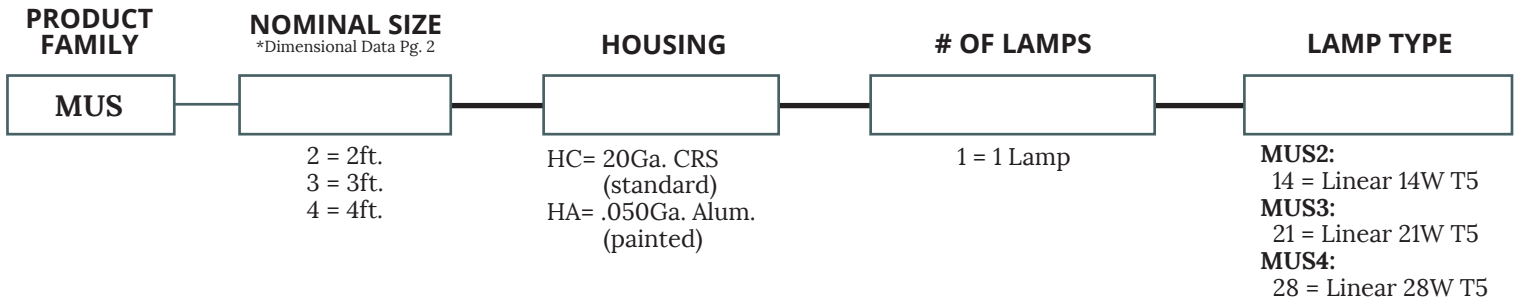 PRODUCT
FAMILY
MUS
NOMINAL SIZE
*Dimensional Data Pg. 2
2 = 2ft.
3 = 3ft.
4 = 4ft.
HOUSING
HC= 20Ga. CRS
(standard)
HA= .050Ga. Alum.
(painted)
# OF LAMPS
1 = 1 Lamp
LAMP TYPE
MUS2:
14 = Linear 14W T5
MUS3:
21 = Linear 21W T5
MUS4:
28 = Linear 28W T5